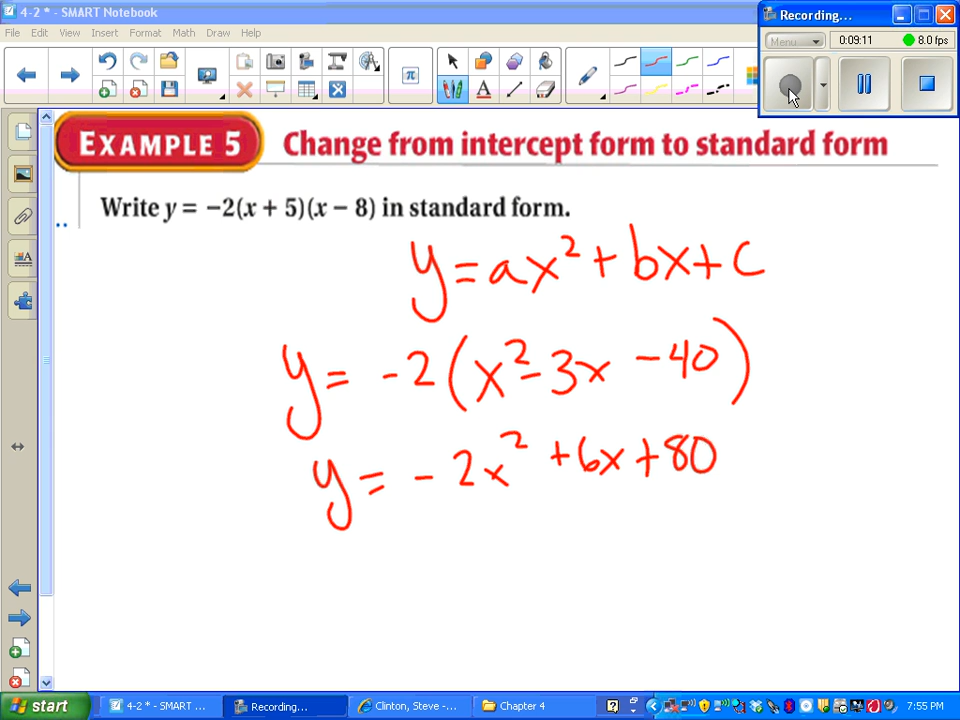 4-2 * - SMART Notebook
File Edit View Insert Format Math Draw Help
Recording...
Menu 0:09:11 8.0 fps
EXAMPLE 5 Change from intercept form to standard form
Write y = −2(x + 5)(x − 8) in standard form.
y = ax² + bx + c
y = -2(x² - 3x - 40)
y = -2x² + 6x + 80
start 4-2 * - SMART ... Recording... Clinton, Steve -... Chapter 4 7:55 PM